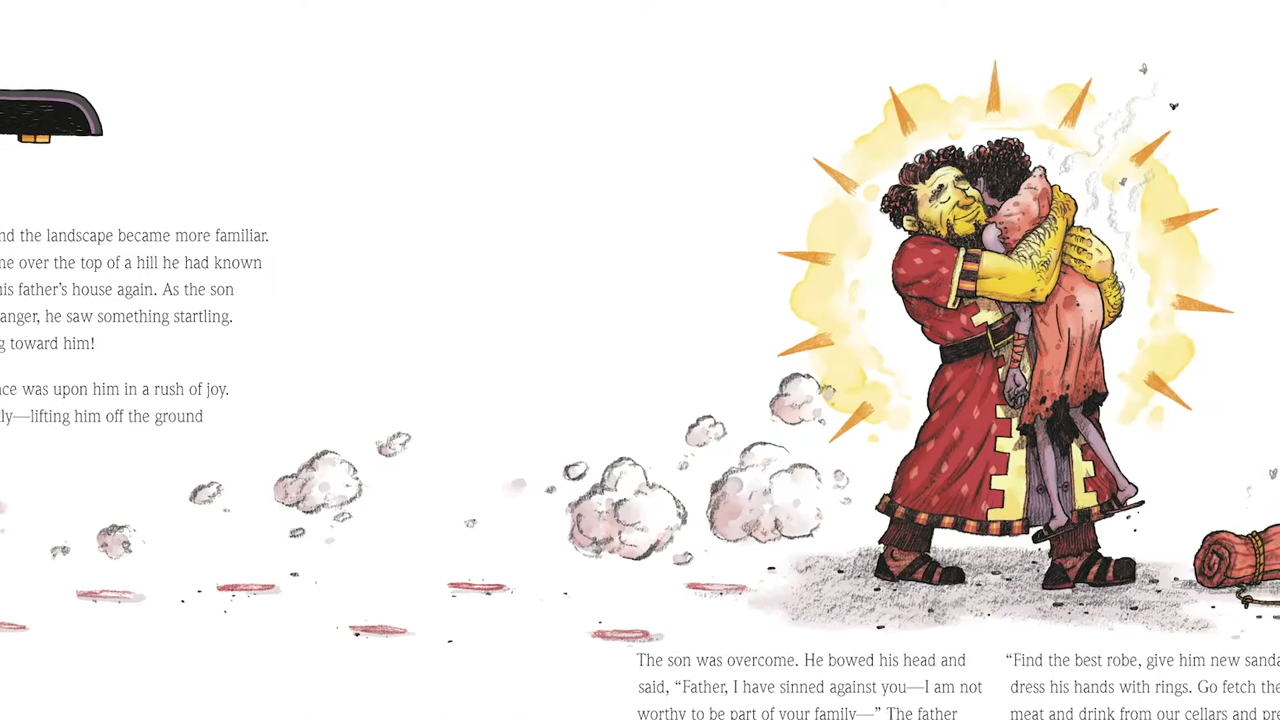 nd the landscape became more familiar.
me over the top of a hill he had known
his father's house again. As the son
anger, he saw something startling.
g toward him!
nce was upon him in a rush of joy.
ly—lifting him off the ground
The son was overcome. He bowed his head and
said, “Father, I have sinned against you—I am not
worthy to be part of your family—” The father
“Find the best robe, give him new sanda
dress his hands with rings. Go fetch the
meat and drink from our cellars and pre